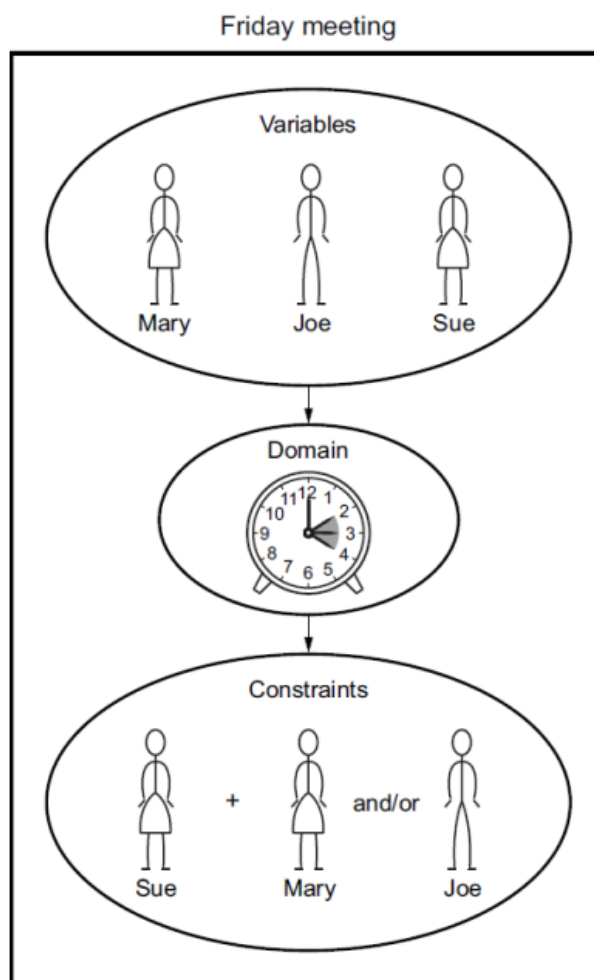 Friday meeting
Variables
Mary Joe Sue
Domain
12
11 1
10 2
9 3
8 4
7 5
6
Constraints
+ and/or
Sue Mary Joe